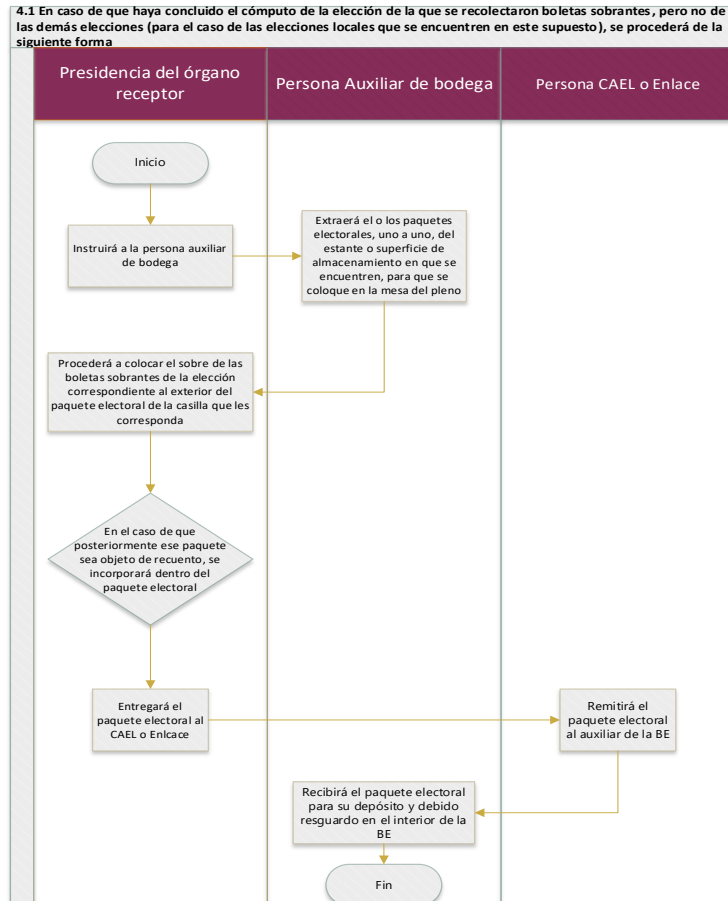 4.1 En caso de que haya concluido el cómputo de la elección de la que se recolectaron boletas sobrantes, pero no de
las demás elecciones (para el caso de las elecciones locales que se encuentren en este supuesto), se procederá de la
siguiente forma
Presidencia del órgano
receptor
Persona Auxiliar de bodega
Persona CAEL o Enlace
Inicio
Instruirá a la persona auxiliar
de bodega
Extraerá el o los paquetes
electorales, uno a uno, del
estante o superficie de
almacenamiento en que se
encuentren, para que se
coloque en la mesa del pleno
Procederá a colocar el sobre de las
boletas sobrantes de la elección
correspondiente al exterior del
paquete electoral de la casilla que les
corresponda
En el caso de que
posteriormente ese paquete
sea objeto de recuento, se
incorporará dentro del
paquete electoral
Entregará el
paquete electoral al
CAEL o Enlcace
Remitirá el
paquete electoral
al auxiliar de la BE
Recibirá el paquete electoral
para su depósito y debido
resguardo en el interior de la
BE
Fin